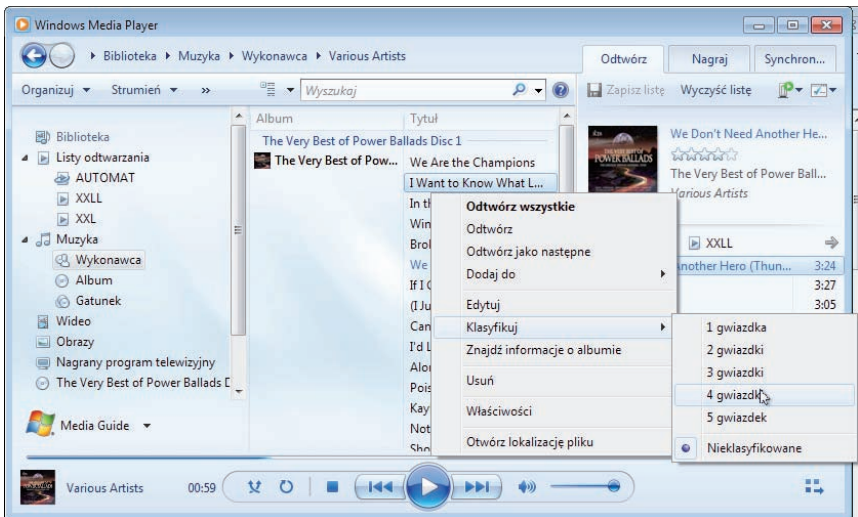 Windows Media Player
Biblioteka Muzyka Wykonawca Various Artists
Odtwórz Nagraj Synchron...
Organizuj Strumień » Wyszukaj Zapisz listę Wyczyść listę
Biblioteka
Listy odtwarzania
AUTOMAT
XXLL
XXL
Muzyka
Wykonawca
Album
Gatunek
Wideo
Obrazy
Nagrany program telewizyjny
The Very Best of Power Ballads D
Media Guide
Album Tytuł
The Very Best of Power Ballads Disc 1
The Very Best of Pow... We Are the Champions
I Want to Know What L...
In th
Win
Brol
We
If I C
(I Ju
Can
I'd L
Alo
Pois
Kay
Not
Sho
Odtwórz wszystkie
Odtwórz
Odtwórz jako następne
Dodaj do
Edytuj
Klasyfikuj
Znajdź informacje o albumie
Usuń
Właściwości
Otwórz lokalizację pliku
1 gwiazdka
2 gwiazdki
3 gwiazdki
4 gwiazdki
5 gwiazdek
Nieklasyfikowane
POWER BALLADS
We Don't Need Another He...
The Very Best of Power Ball...
Various Artists
XXLL
Another Hero (Thun... 3:24
3:27
3:05
Various Artists 00:59